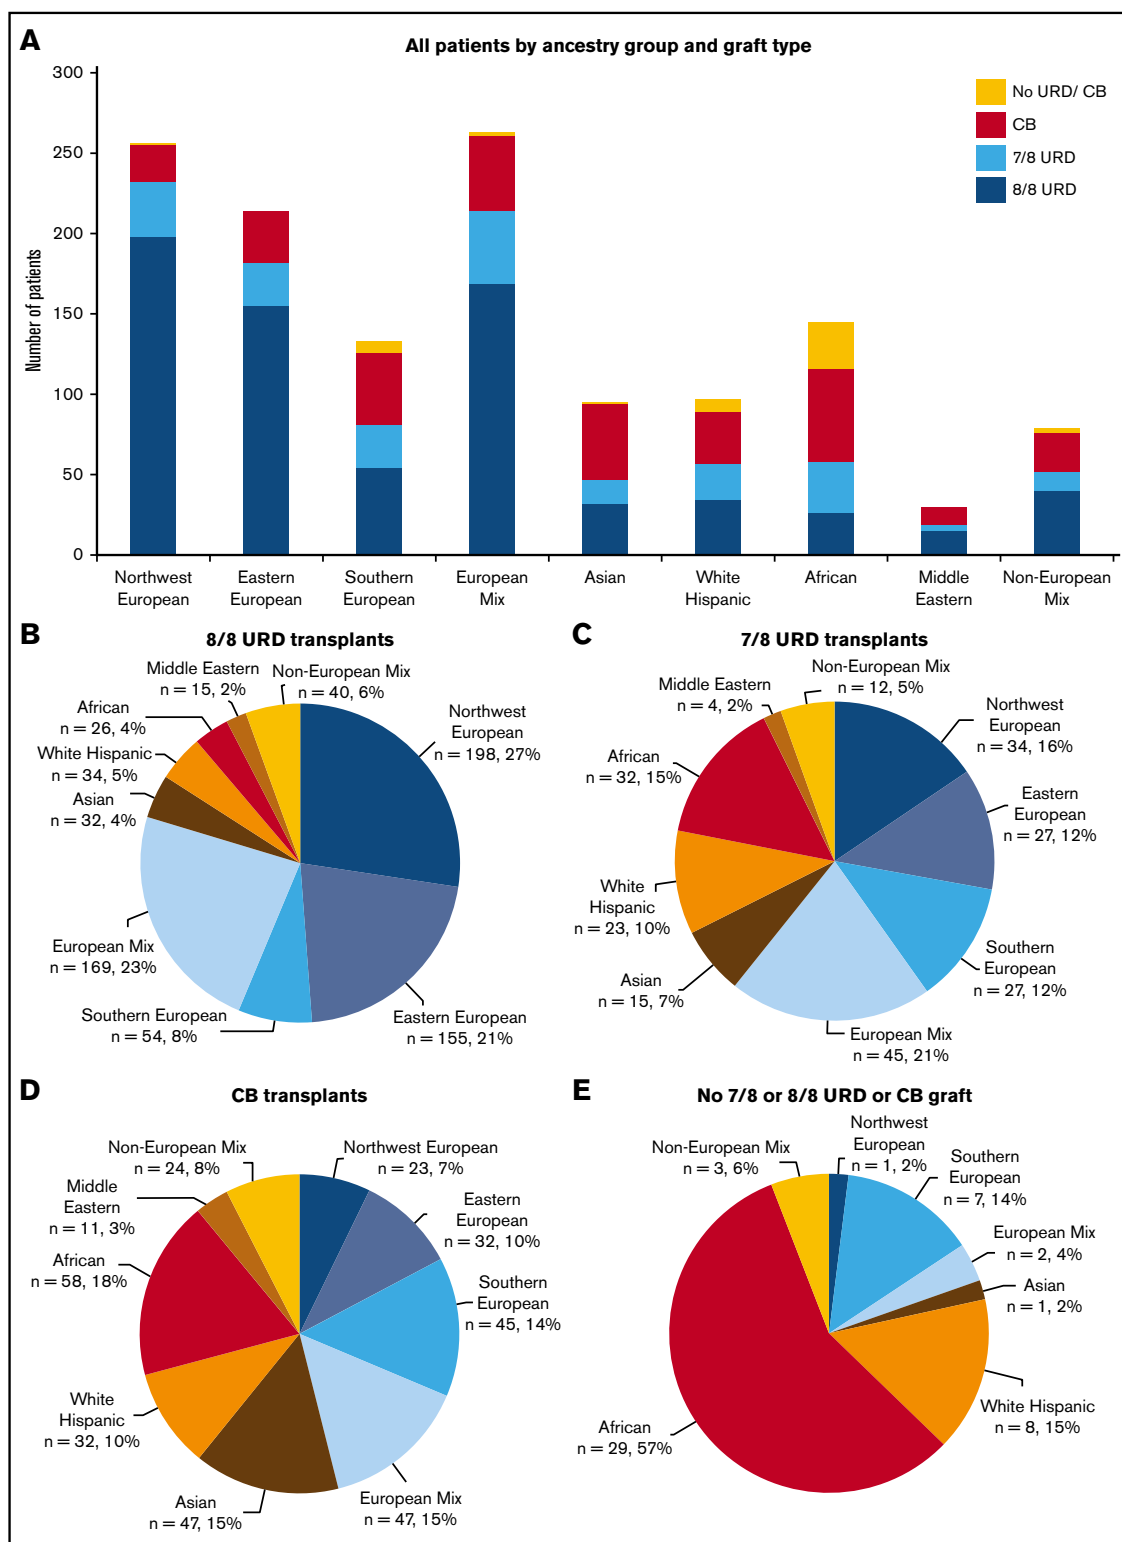 A
All patients by ancestry group and graft type
Number of patients
300
250
200
150
100
50
0
No URD/ CB
CB
7/8 URD
8/8 URD
Northwest
European
Eastern
European
Southern
European
European
Mix
Asian
White
Hispanic
African
Middle
Eastern
Non-European
Mix
B
8/8 URD transplants
Middle Eastern
n = 15, 2%
Non-European Mix
n = 40, 6%
African
n = 26, 4%
Northwest
European
n = 198, 27%
White Hispanic
n = 34, 5%
Asian
n = 32, 4%
European Mix
n = 169, 23%
Southern European
n = 54, 8%
Eastern European
n = 155, 21%
C
7/8 URD transplants
Non-European Mix
n = 12, 5%
Middle Eastern
n = 4, 2%
Northwest
European
n = 34, 16%
African
n = 32, 15%
Eastern
European
n = 27, 12%
White
Hispanic
n = 23, 10%
Southern
European
n = 27, 12%
Asian
n = 15, 7%
European Mix
n = 45, 21%
D
CB transplants
Non-European Mix
n = 24, 8%
Northwest European
n = 23, 7%
Middle
Eastern
n = 11, 3%
Eastern
European
n = 32, 10%
African
n = 58, 18%
Southern
European
n = 45, 14%
White
Hispanic
n = 32, 10%
Asian
n = 47, 15%
European Mix
n = 47, 15%
E
No 7/8 or 8/8 URD or CB graft
Non-European Mix
n = 3, 6%
Northwest
European
n = 1, 2%
Southern
European
n = 7, 14%
European Mix
n = 2, 4%
Asian
n = 1, 2%
White Hispanic
n = 8, 15%
African
n = 29, 57%